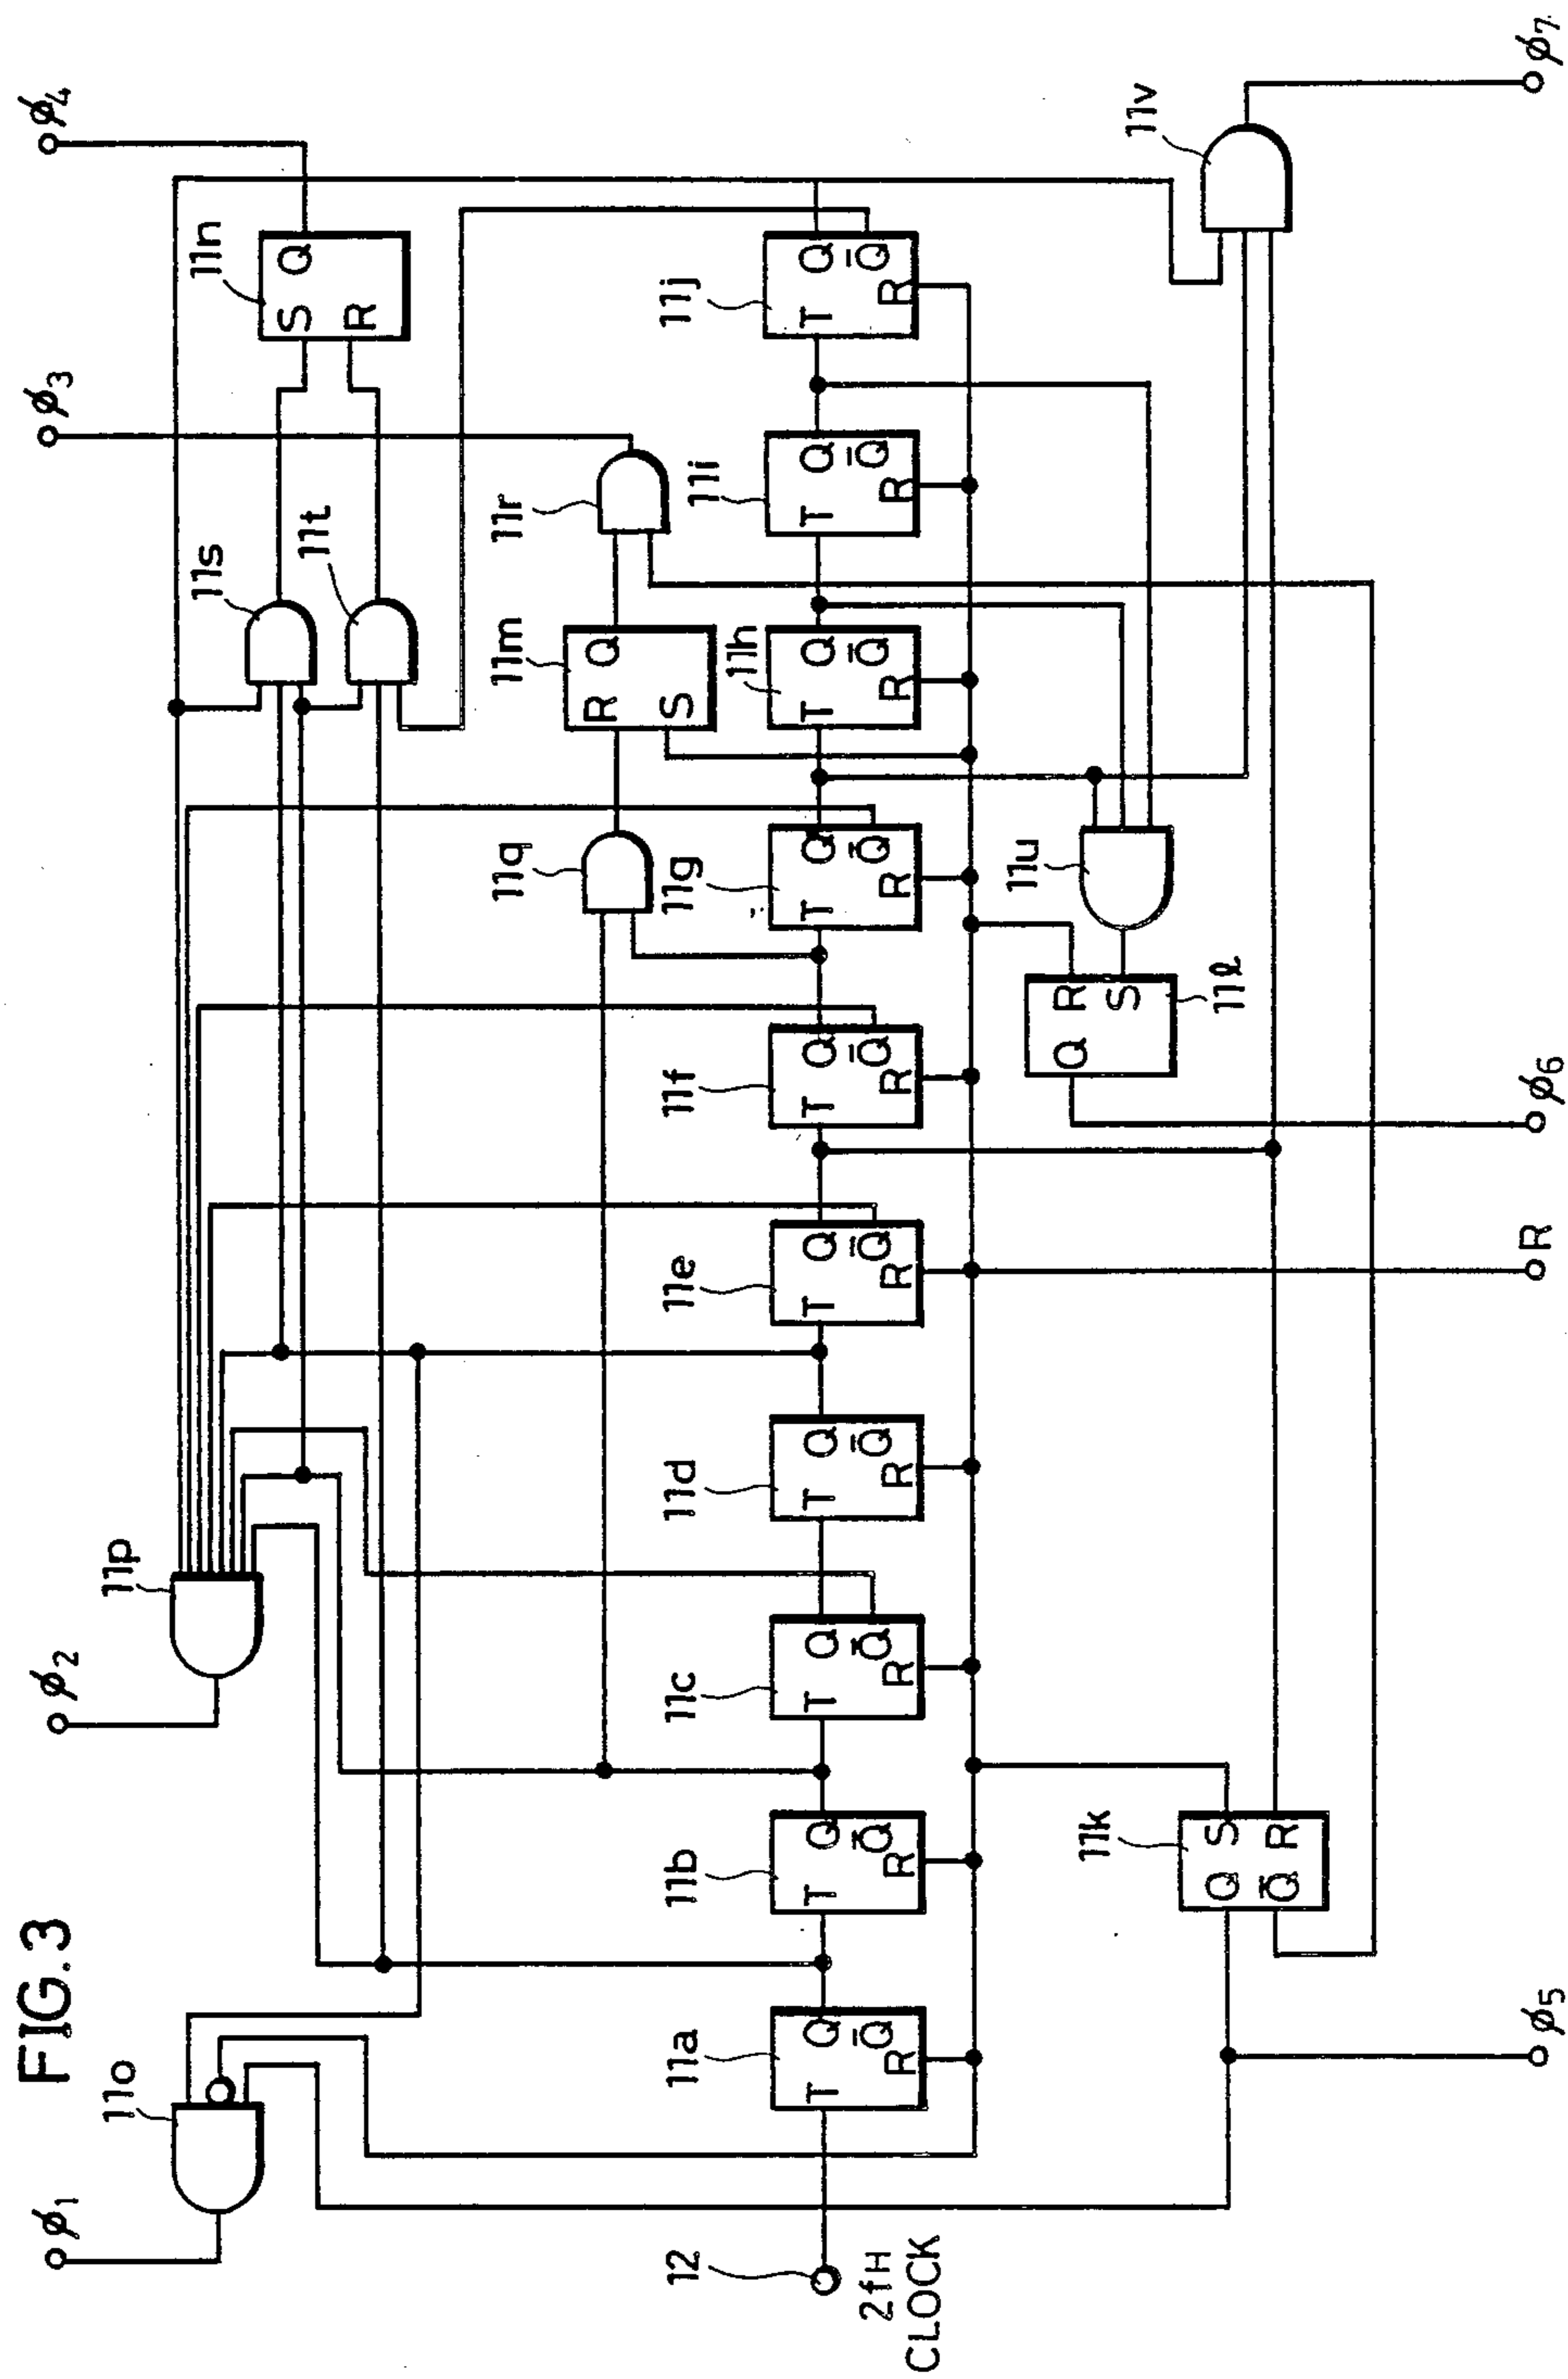 FIG.3
φ1
φ2
φ3
φ4
11o
11p
11s
11t
11n
S Q
R
11q
11m
R Q
S
11r
12
2fH
CLOCK
11a
T Q
Q̅
R
11b
T Q
Q̅
R
11c
T Q
Q̅
R
11d
T Q
Q̅
R
11e
T Q
Q̅
R
11f
T Q
Q̅
R
11g
T Q
Q̅
R
11h
T Q
Q̅
R
11i
T Q
Q̅
R
11j
T Q
Q̅
R
11k
Q S
Q̅ R
11ℓ
Q R
S
11u
11v
φ5
R
φ6
φ7